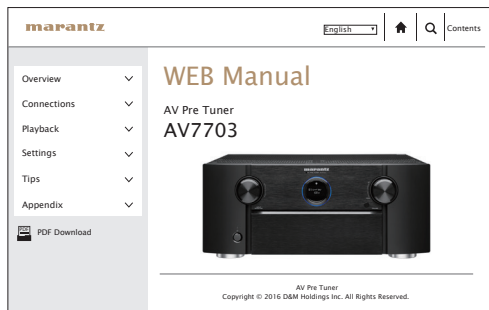 marantz
English
Contents
Overview
Connections
Playback
Settings
Tips
Appendix
PDF Download
WEB Manual
AV Pre Tuner
AV7703
marantz
AV Pre Tuner
Copyright © 2016 D&M Holdings Inc. All Rights Reserved.